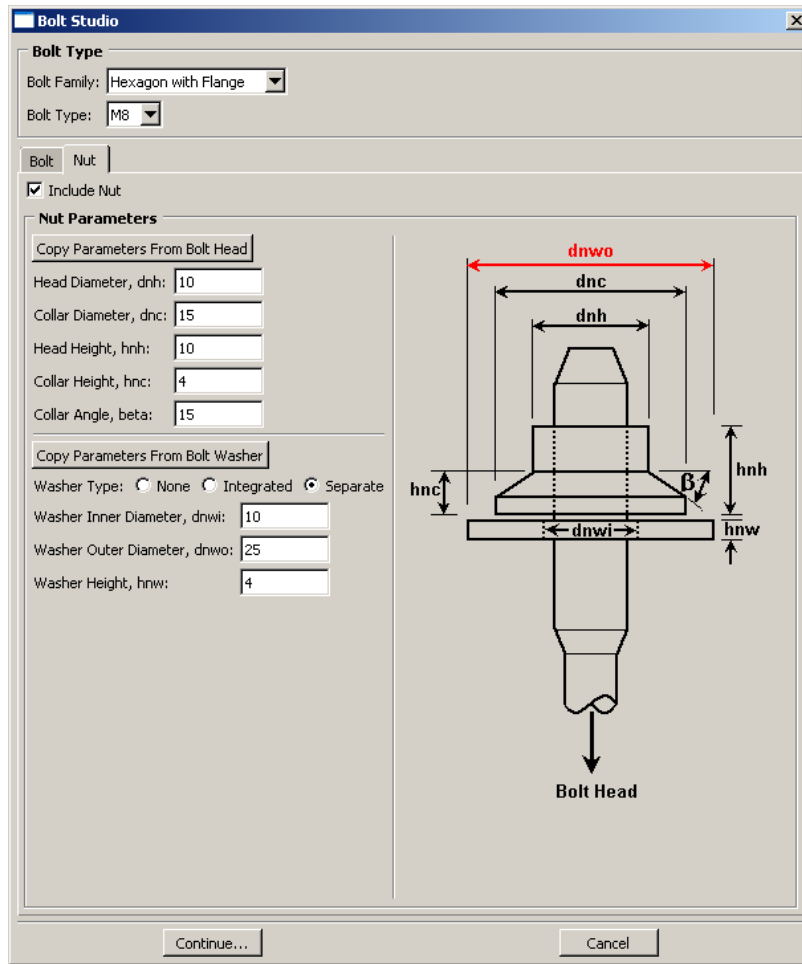 Bolt Studio
Bolt Type
Bolt Family: Hexagon with Flange
Bolt Type: M8
Bolt Nut
Include Nut
Nut Parameters
Copy Parameters From Bolt Head
Head Diameter, dnh: 10
Collar Diameter, dnc: 15
Head Height, hnh: 10
Collar Height, hnc: 4
Collar Angle, beta: 15
Copy Parameters From Bolt Washer
Washer Type: None Integrated Separate
Washer Inner Diameter, dnwi: 10
Washer Outer Diameter, dnwo: 25
Washer Height, hnw: 4
dnwo
dnc
dnh
hnh
hnc
β
dnwi
hnw
Bolt Head
Continue... Cancel